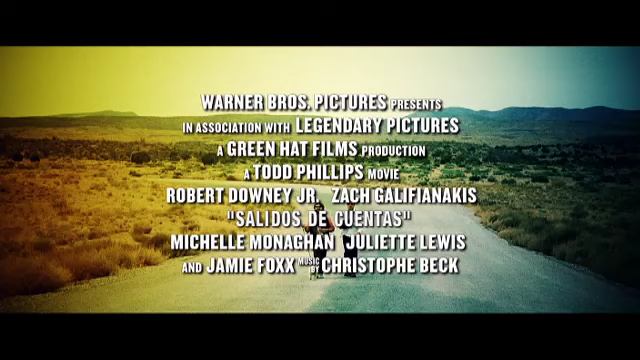 WARNER BROS. PICTURES PRESENTS
IN ASSOCIATION WITH LEGENDARY PICTURES
A GREEN HAT FILMS PRODUCTION
A TODD PHILLIPS MOVIE
ROBERT DOWNEY JR. ZACH GALIFIANAKIS
"SALIDOS DE CUENTAS"
MICHELLE MONAGHAN JULIETTE LEWIS
AND JAMIE FOXX MUSIC BY CHRISTOPHE BECK